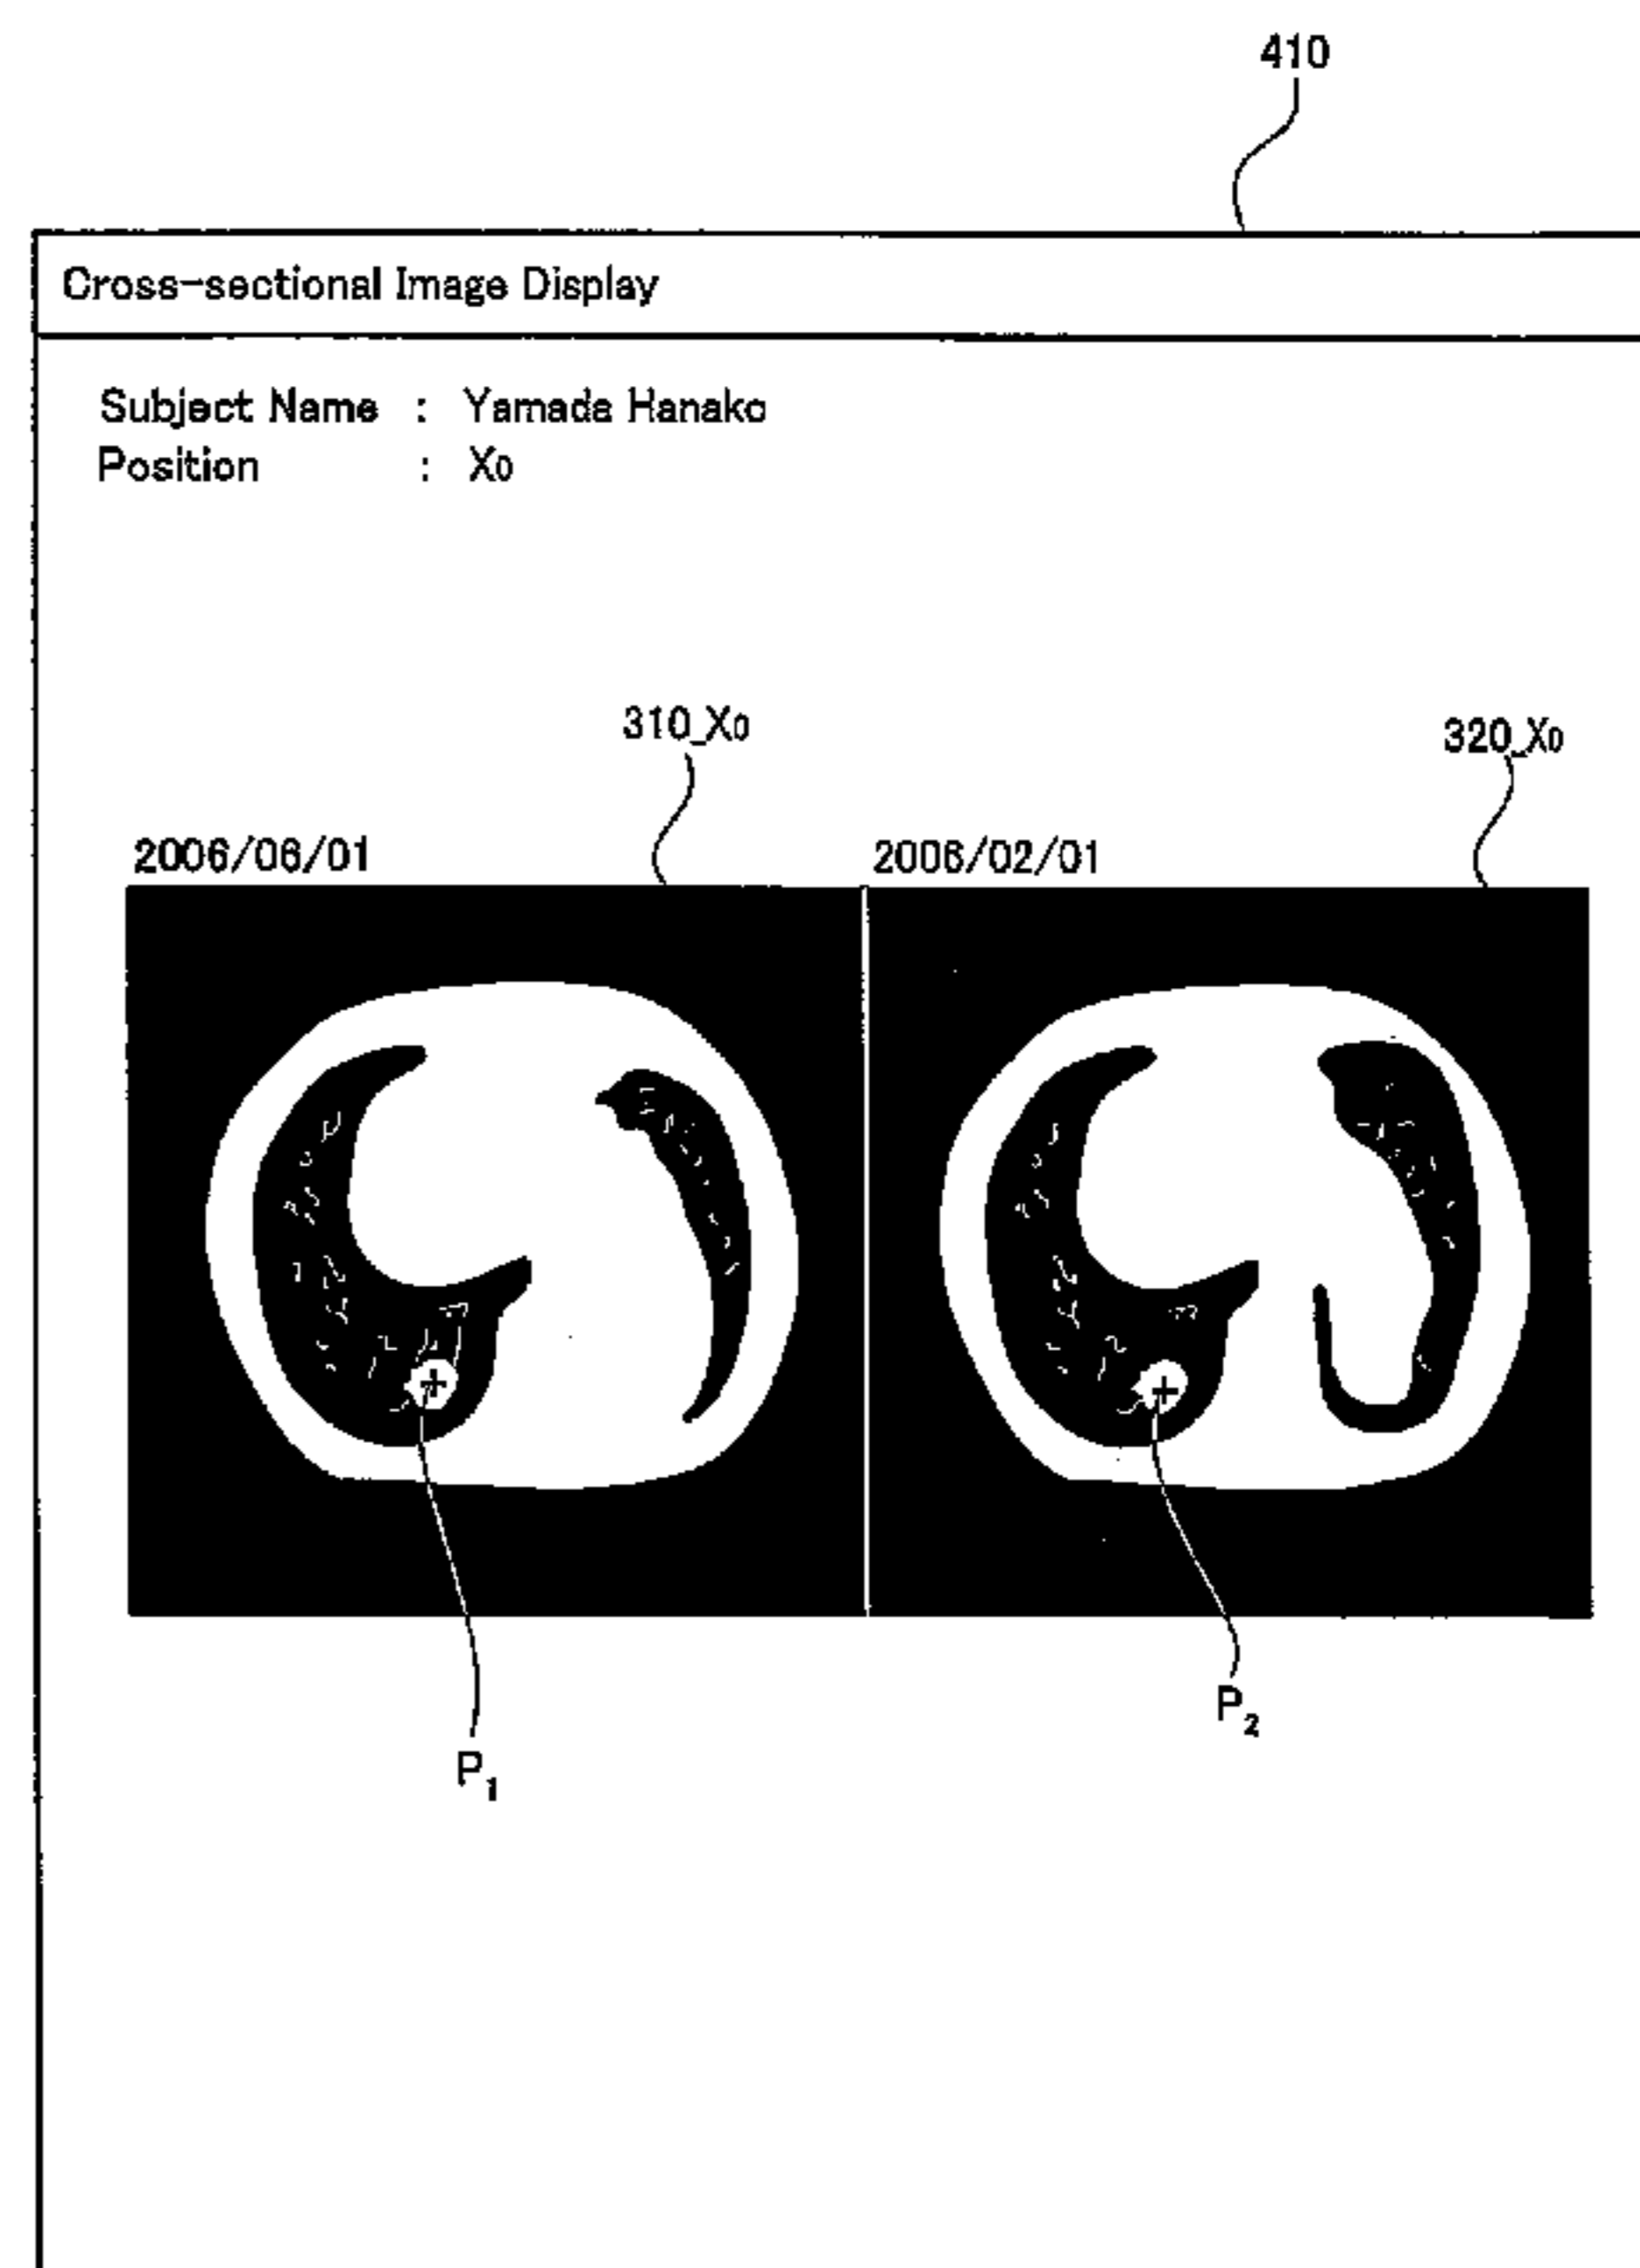 410
Cross-sectional Image Display
Subject Name : Yamada Hanako
Position : X0
310_X0
320_X0
2006/06/01
2006/02/01
P2
P1